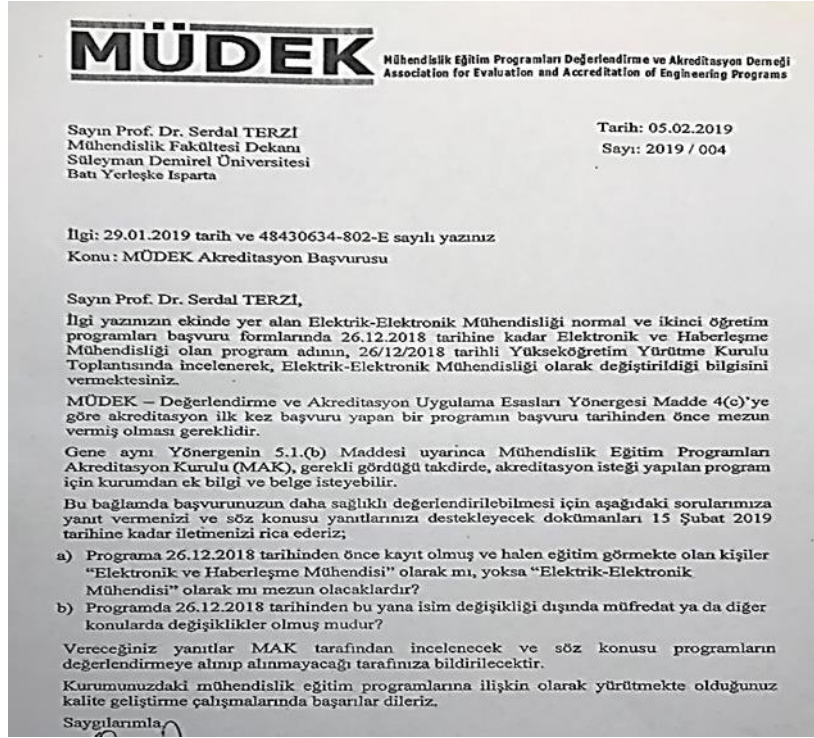 MÜDEK
Mühendislik Eğitim Programları Değerlendirme ve Akreditasyon Derneği
Association for Evaluation and Accreditation of Engineering Programs
Sayın Prof. Dr. Serdal TERZİ
Mühendislik Fakültesi Dekanı
Süleyman Demirel Üniversitesi
Batı Yerleşke Isparta
Tarih: 05.02.2019
Sayı: 2019 / 004
İlgi: 29.01.2019 tarih ve 48430634-802-E sayılı yazınız
Konu: MÜDEK Akreditasyon Başvurusu
Sayın Prof. Dr. Serdal TERZİ,
İlgi yazınızın ekinde yer alan Elektrik-Elektronik Mühendisliği normal ve ikinci öğretim
programları başvuru formlarında 26.12.2018 tarihine kadar Elektronik ve Haberleşme
Mühendisliği olan program adının, 26/12/2018 tarihli Yükseköğretim Yürütme Kurulu
Toplantısında incelenerek, Elektrik-Elektronik Mühendisliği olarak değiştirildiği bilgisini
vermektesiniz.
MÜDEK – Değerlendirme ve Akreditasyon Uygulama Esasları Yönergesi Madde 4(c)'ye
göre akreditasyon ilk kez başvuru yapan bir programın başvuru tarihinden önce mezun
vermiş olması gereklidir.
Gene aynı Yönergenin 5.1.(b) Maddesi uyarınca Mühendislik Eğitim Programları
Akreditasyon Kurulu (MAK), gerekli gördüğü takdirde, akreditasyon isteği yapılan program
için kurumdan ek bilgi ve belge isteyebilir.
Bu bağlamda başvurunuzun daha sağlıklı değerlendirilebilmesi için aşağıdaki sorularımıza
yanıt vermenizi ve söz konusu yanıtlarınızı destekleyecek dokümanları 15 Şubat 2019
tarihine kadar iletmenizi rica ederiz;
a) Programa 26.12.2018 tarihinden önce kayıt olmuş ve halen eğitim görmekte olan kişiler
"Elektronik ve Haberleşme Mühendisi" olarak mı, yoksa "Elektrik-Elektronik
Mühendisi" olarak mı mezun olacaklardır?
b) Programda 26.12.2018 tarihinden bu yana isim değişikliği dışında müfredat ya da diğer
konularda değişiklikler olmuş mudur?
Vereceğiniz yanıtlar MAK tarafından incelenecek ve söz konusu programların
değerlendirmeye alınıp alınmayacağı tarafınıza bildirilecektir.
Kurumunuzdaki mühendislik eğitim programlarına ilişkin olarak yürütmekte olduğunuz
kalite geliştirme çalışmalarında başarılar dileriz.
Saygılarımla